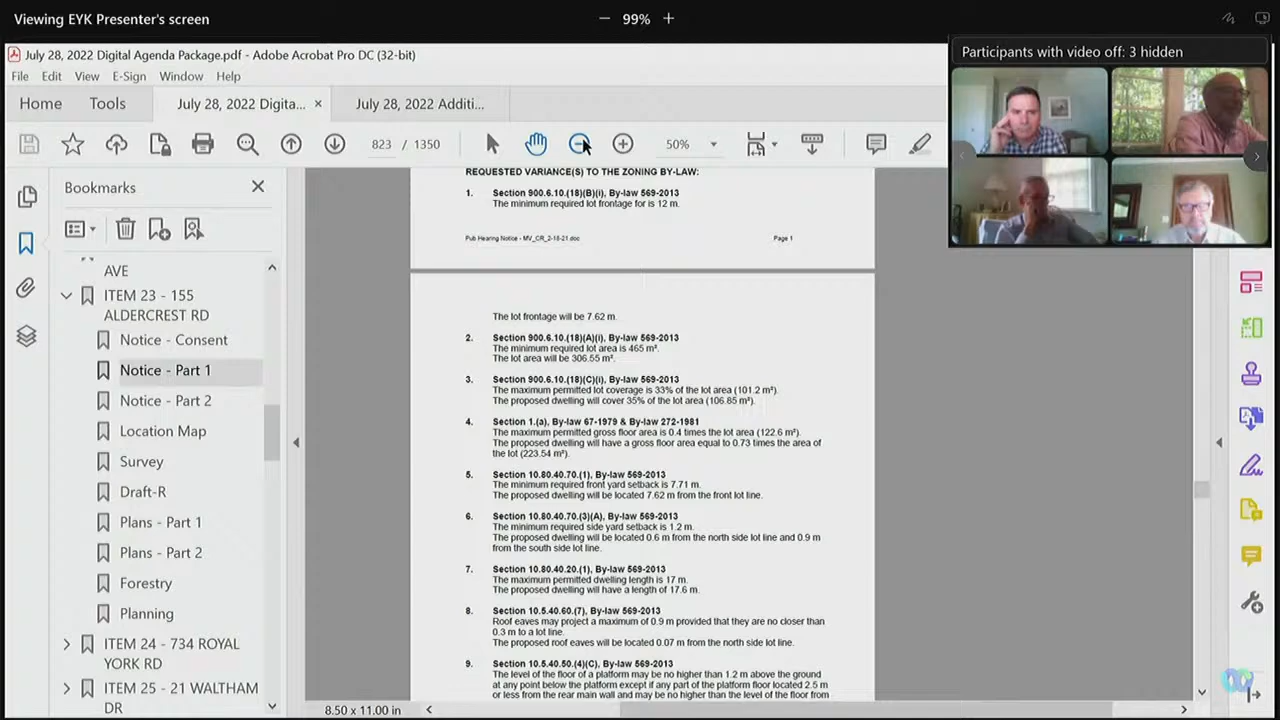 Viewing EYK Presenter's screen
99%
Participants with video off: 3 hidden
July 28, 2022 Digital Agenda Package.pdf - Adobe Acrobat Pro DC (32-bit)
File Edit View E-Sign Window Help
Home Tools July 28, 2022 Digita... × July 28, 2022 Additi...
823 / 1350 50%
Bookmarks
AVE
ITEM 23 - 155
ALDERCREST RD
Notice - Consent
Notice - Part 1
Notice - Part 2
Location Map
Survey
Draft-R
Plans - Part 1
Plans - Part 2
Forestry
Planning
ITEM 24 - 734 ROYAL
YORK RD
ITEM 25 - 21 WALTHAM
DR
REQUESTED VARIANCE(S) TO THE ZONING BY-LAW:
1. Section 900.6.10.(18)(B)(i), By-law 569-2013
The minimum required lot frontage for is 12 m.
Pub Hearing Notice - MV_CR_2-18-21.doc Page 1
The lot frontage will be 7.62 m.
2. Section 900.6.10.(18)(A)(i), By-law 569-2013
The minimum required lot area is 465 m².
The lot area will be 306.55 m².
3. Section 900.6.10.(18)(C)(i), By-law 569-2013
The maximum permitted lot coverage is 33% of the lot area (101.2 m²).
The proposed dwelling will cover 35% of the lot area (106.85 m²).
4. Section 1.(a), By-law 67-1979 & By-law 272-1981
The maximum permitted gross floor area is 0.4 times the lot area (122.6 m²).
The proposed dwelling will have a gross floor area equal to 0.73 times the area of
the lot (223.54 m²).
5. Section 10.80.40.70.(1), By-law 569-2013
The minimum required front yard setback is 7.71 m.
The proposed dwelling will be located 7.62 m from the front lot line.
6. Section 10.80.40.70.(3)(A), By-law 569-2013
The minimum required side yard setback is 1.2 m.
The proposed dwelling will be located 0.6 m from the north side lot line and 0.9 m
from the south side lot line.
7. Section 10.80.40.20.(1), By-law 569-2013
The maximum permitted dwelling length is 17 m.
The proposed dwelling will have a length of 17.6 m.
8. Section 10.5.40.60.(7), By-law 569-2013
Roof eaves may project a maximum of 0.9 m provided that they are no closer than
0.3 m to a lot line.
The proposed roof eaves will be located 0.07 m from the north side lot line.
9. Section 10.5.40.50.(4)(C), By-law 569-2013
The level of the floor of a platform may be no higher than 1.2 m above the ground
at any point below the platform except if any part of the platform floor located 2.5 m
or less from the rear main wall and may be no higher than the level of the floor from
8.50 x 11.00 in